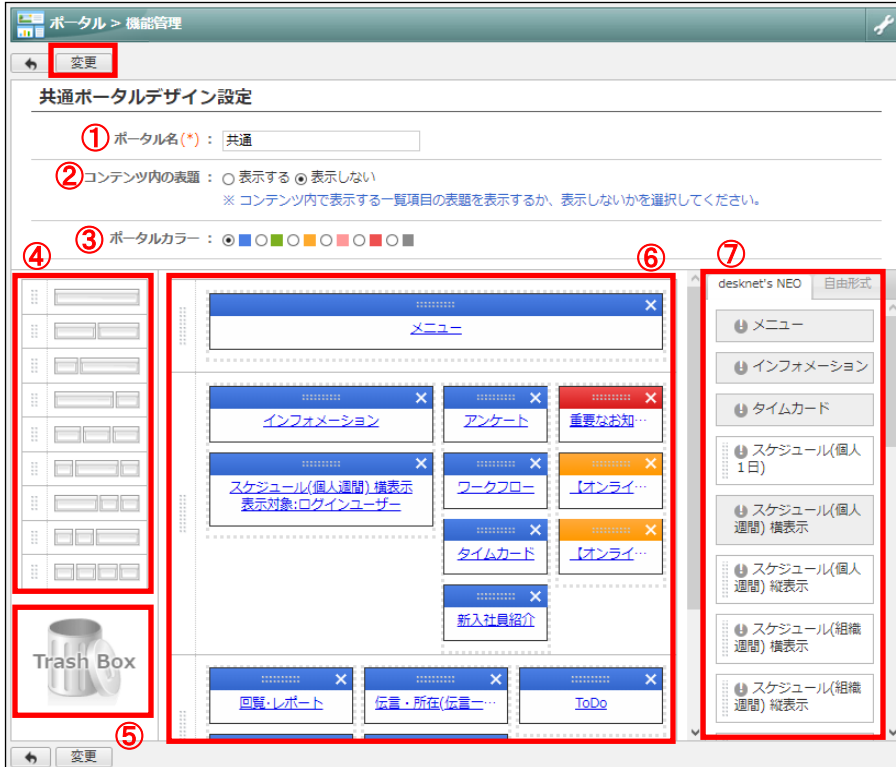 ポータル > 機能管理
変更
共通ポータルデザイン設定
① ポータル名(*) : 共通
② コンテンツ内の表題 : 表示する 表示しない
※ コンテンツ内で表示する一覧項目の表題を表示するか、表示しないかを選択してください。
③ ポータルカラー :
④
⑥
⑦
メニュー
インフォメーション
アンケート
重要なお知…
スケジュール(個人週間) 横表示
表示対象:ログインユーザー
ワークフロー
【オンライ…
タイムカード
【オンライ…
新入社員紹介
回覧・レポート
伝言・所在(伝言一…
ToDo
desknet's NEO
自由形式
メニュー
インフォメーション
タイムカード
スケジュール(個人
1日)
スケジュール(個人
週間) 横表示
スケジュール(個人
週間) 縦表示
スケジュール(組織
週間) 横表示
スケジュール(組織
週間) 縦表示
Trash Box
⑤
変更